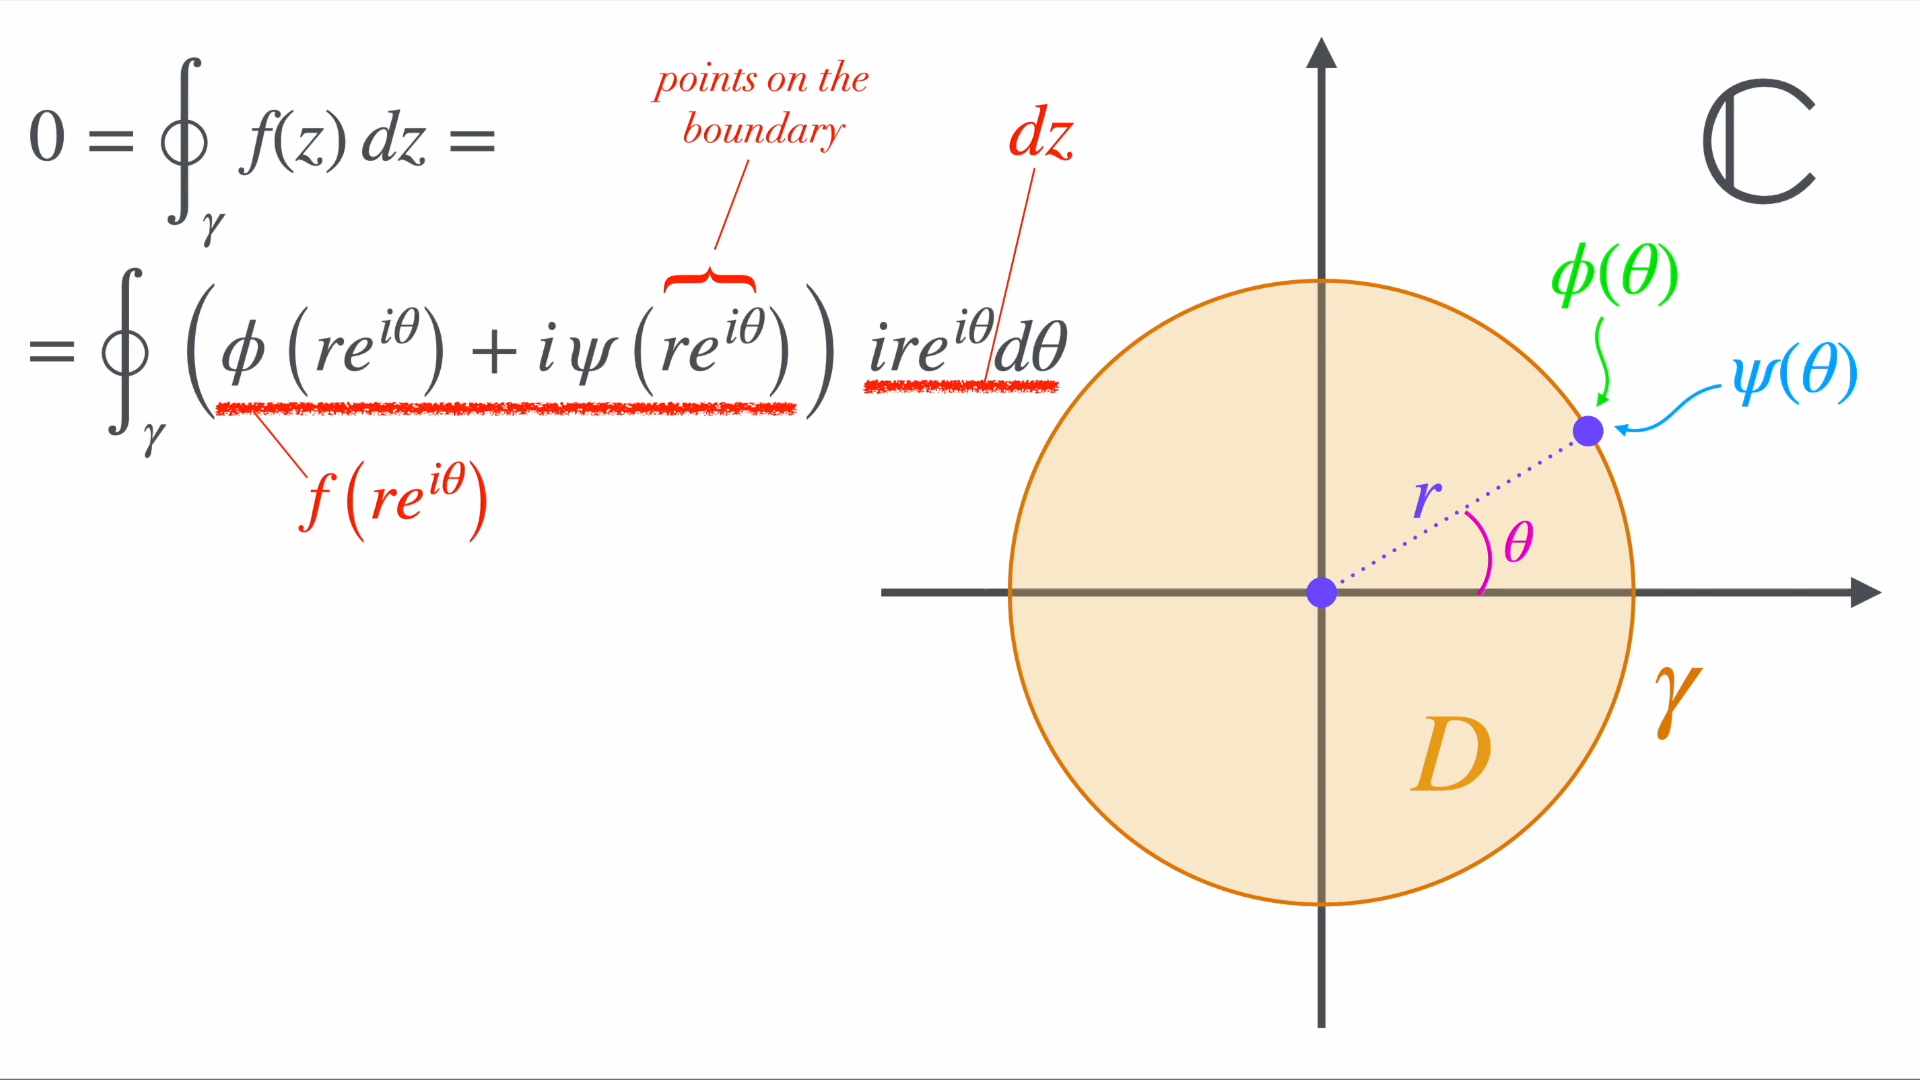 0 = ∮_γ f(z) dz =
points on the
boundary
dz
= ∮_γ (ϕ (re^{iθ}) + i ψ (re^{iθ})) ire^{iθ}dθ
f (re^{iθ})
ℂ
ϕ(θ)
ψ(θ)
r
θ
γ
D